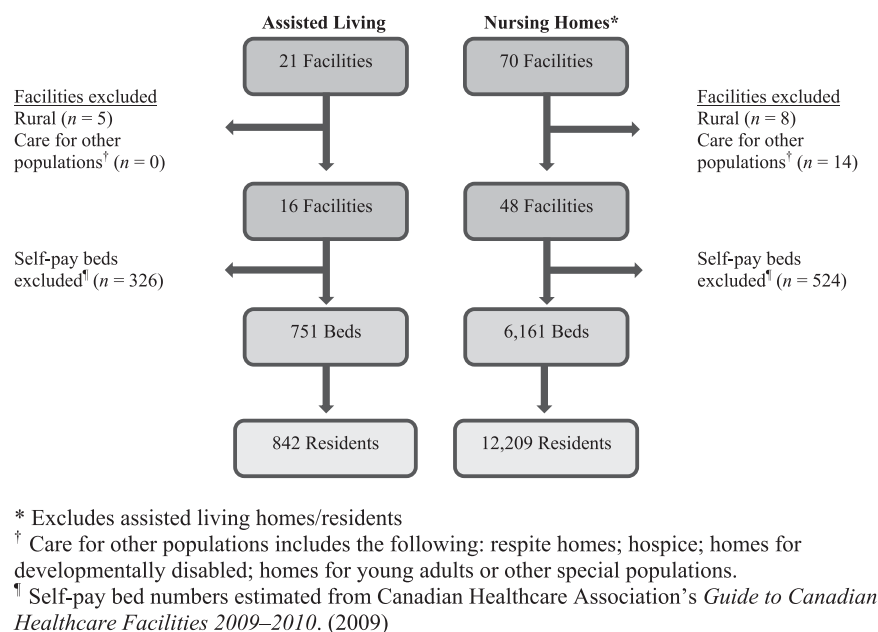 Assisted Living
Nursing Homes*
21 Facilities
70 Facilities
Facilities excluded
Rural (n = 5)
Care for other
populations† (n = 0)
Facilities excluded
Rural (n = 8)
Care for other
populations† (n = 14)
16 Facilities
48 Facilities
Self-pay beds
excluded¶ (n = 326)
Self-pay beds
excluded¶ (n = 524)
751 Beds
6,161 Beds
842 Residents
12,209 Residents
* Excludes assisted living homes/residents
† Care for other populations includes the following: respite homes; hospice; homes for
developmentally disabled; homes for young adults or other special populations.
¶ Self-pay bed numbers estimated from Canadian Healthcare Association’s Guide to Canadian
Healthcare Facilities 2009–2010. (2009)